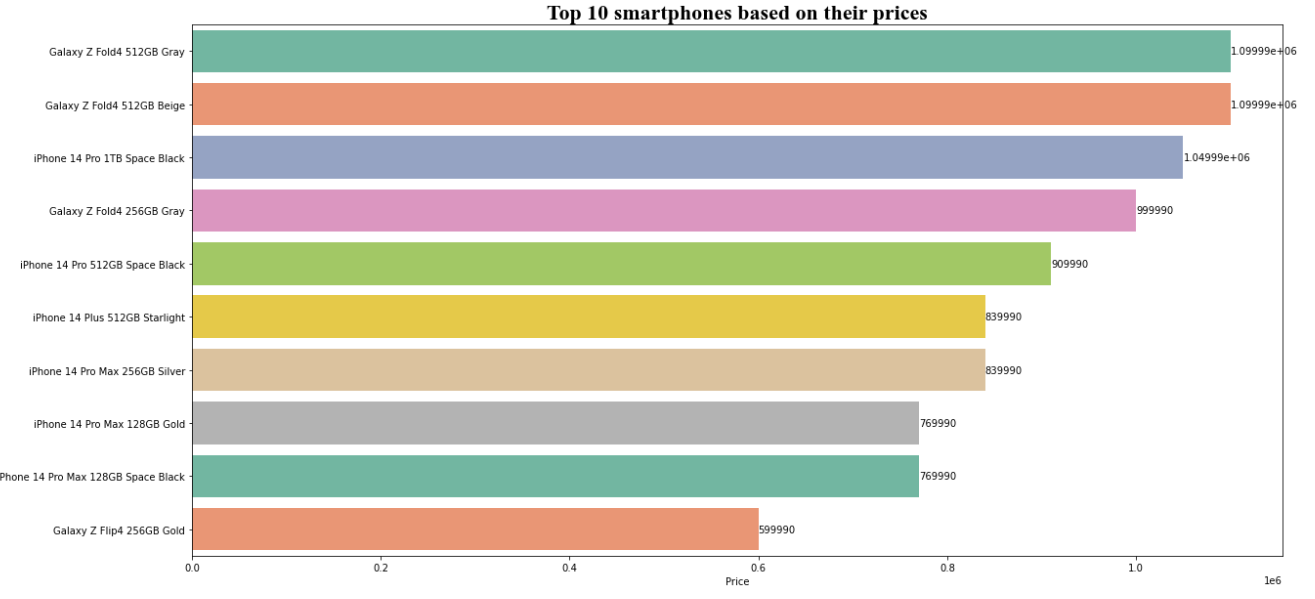 Top 10 smartphones based on their prices
Galaxy Z Fold4 512GB Gray
1.09999e+06
Galaxy Z Fold4 512GB Beige
1.09999e+06
iPhone 14 Pro 1TB Space Black
1.04999e+06
Galaxy Z Fold4 256GB Gray
999990
iPhone 14 Pro 512GB Space Black
909990
iPhone 14 Plus 512GB Starlight
839990
iPhone 14 Pro Max 256GB Silver
839990
iPhone 14 Pro Max 128GB Gold
769990
Phone 14 Pro Max 128GB Space Black
769990
Galaxy Z Flip4 256GB Gold
599990
0.0 0.2 0.4 0.6 0.8 1.0
Price
1e6